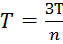 T = 3T/n